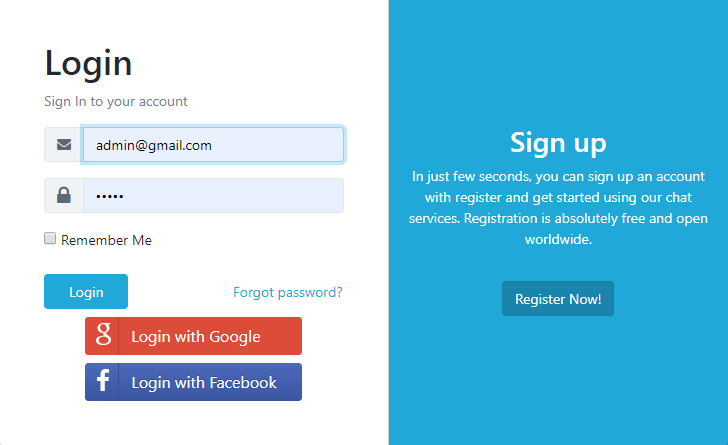 Login
Sign In to your account
admin@gmail.com
•••••
Remember Me
Login
Forgot password?
g Login with Google
f Login with Facebook
Sign up
In just few seconds, you can sign up an account
with register and get started using our chat
services. Registration is absolutely free and open
worldwide.
Register Now!